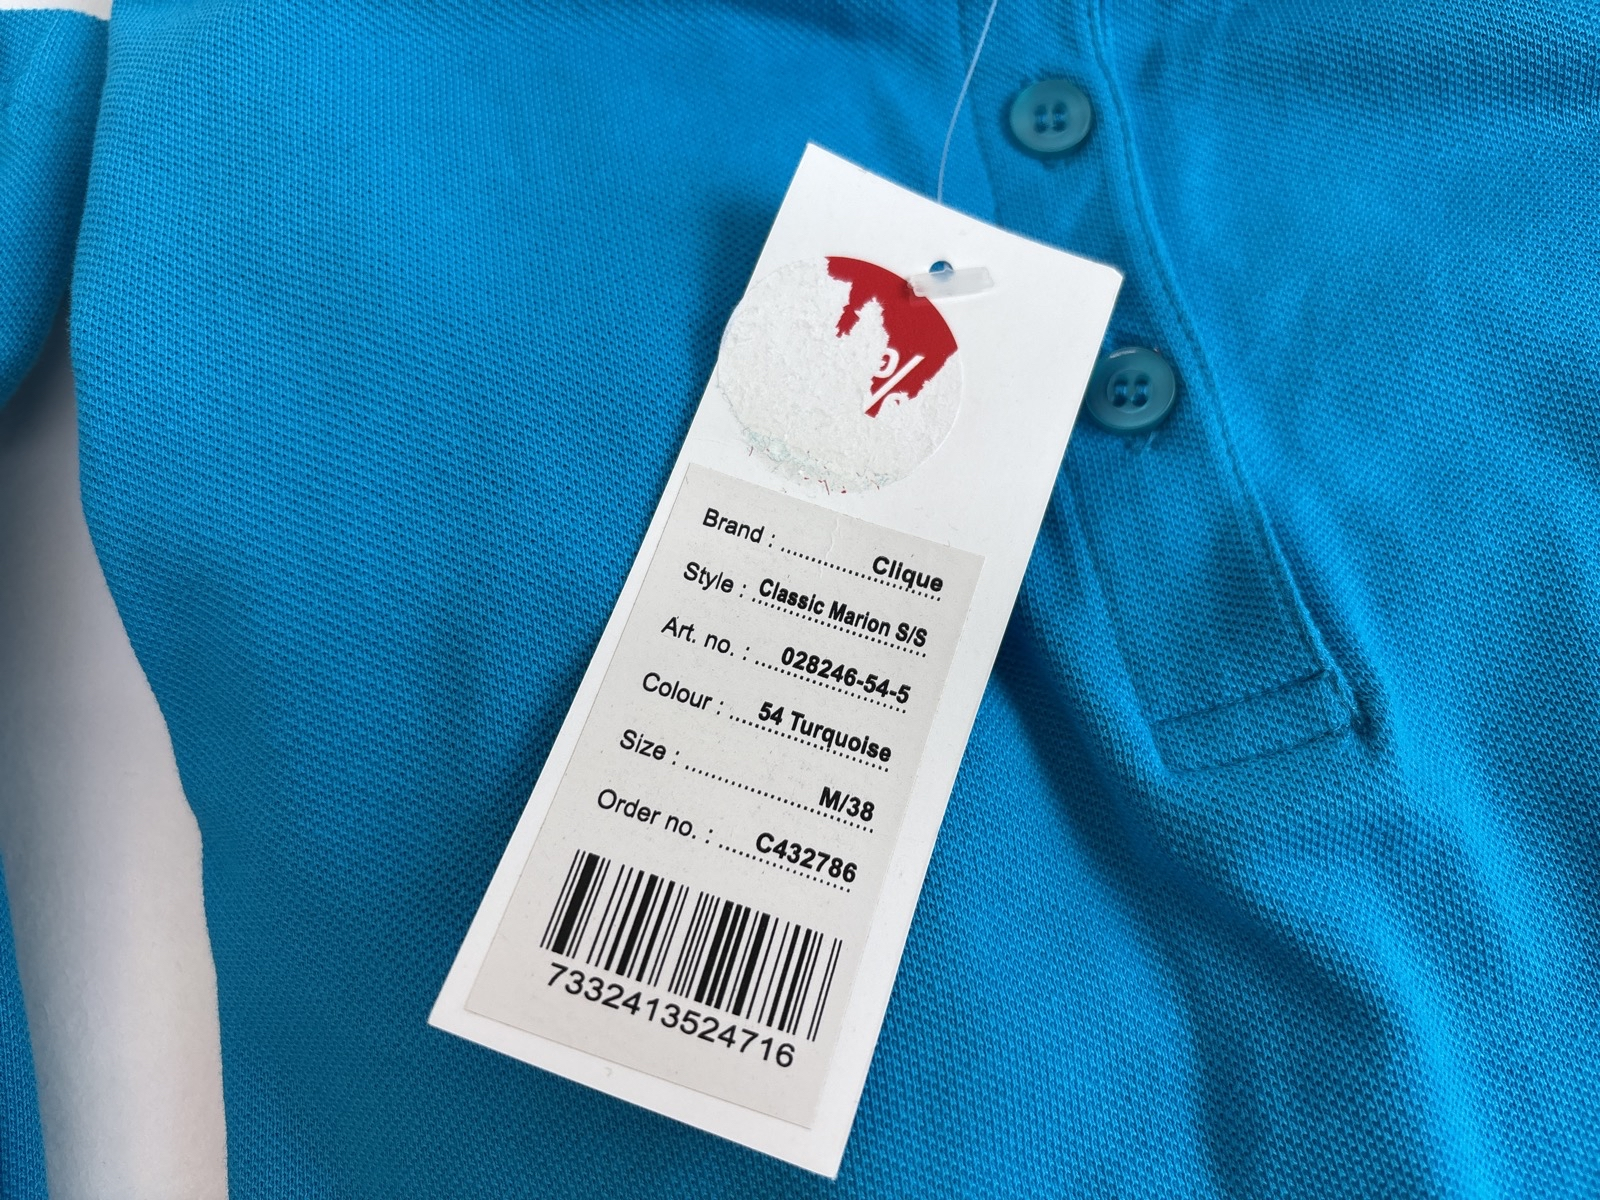 %
Brand : ........................ Clique
Style : Classic Marion S/S
Art. no. : .... 028246-54-5
Colour : .... 54 Turquoise
Size : ........................ M/38
Order no. : ...... C432786
7332413524716